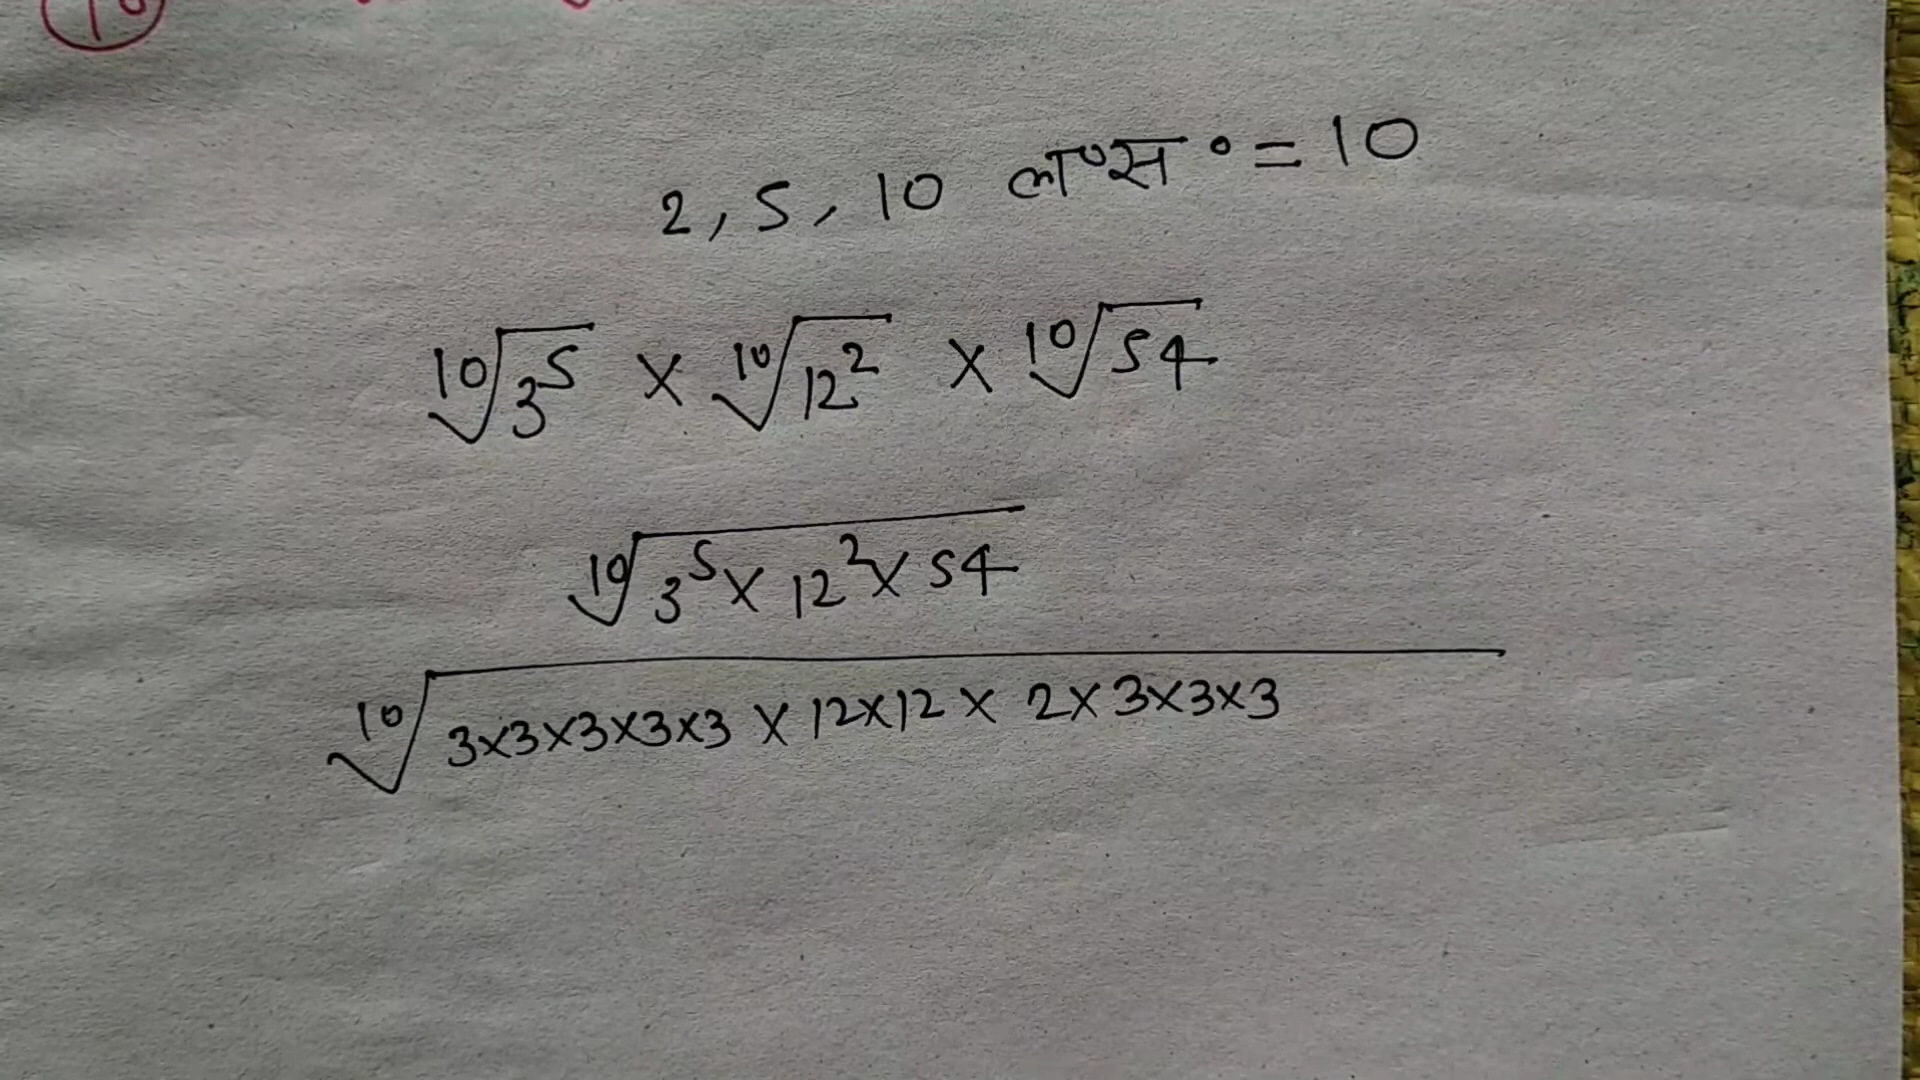 2, 5, 10 ल०स० = 10
¹⁰√3⁵ × ¹⁰√12² × ¹⁰√54
¹⁰√3⁵ × 12² × 54
¹⁰√3×3×3×3×3 × 12×12 × 2×3×3×3